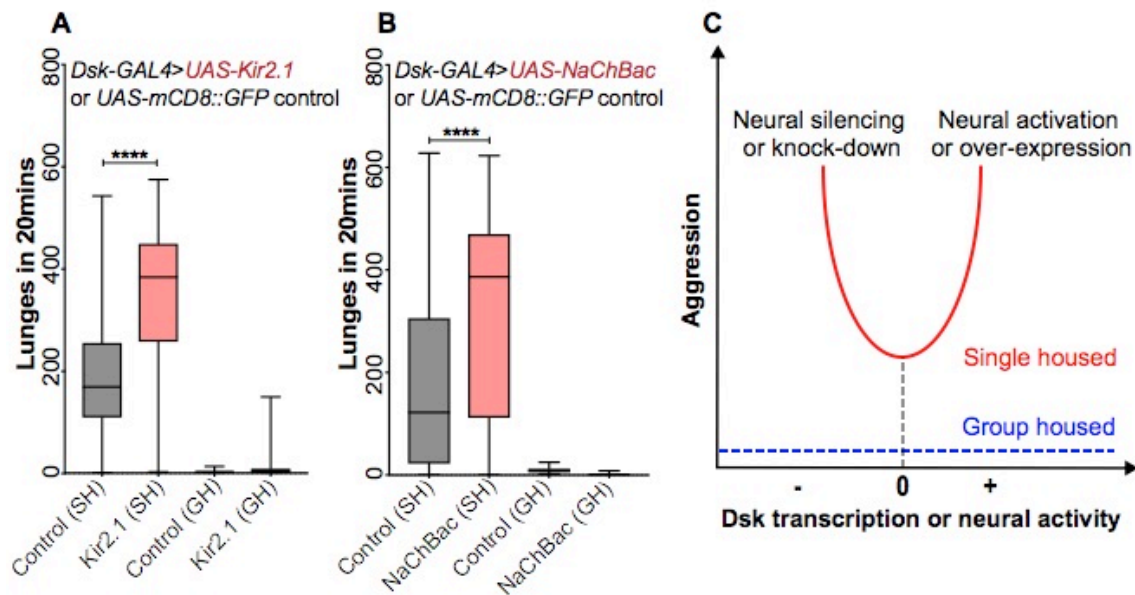 A
Dsk-GAL4>UAS-Kir2.1
or UAS-mCD8::GFP control
****
Lunges in 20mins
800
600
400
200
0
Control (SH)
Kir2.1 (SH)
Control (GH)
Kir2.1 (GH)
B
Dsk-GAL4>UAS-NaChBac
or UAS-mCD8::GFP control
****
Lunges in 20mins
800
600
400
200
0
Control (SH)
NaChBac (SH)
Control (GH)
NaChBac (GH)
C
Neural silencing
or knock-down
Neural activation
or over-expression
Aggression
Single housed
Group housed
- 0 +
Dsk transcription or neural activity